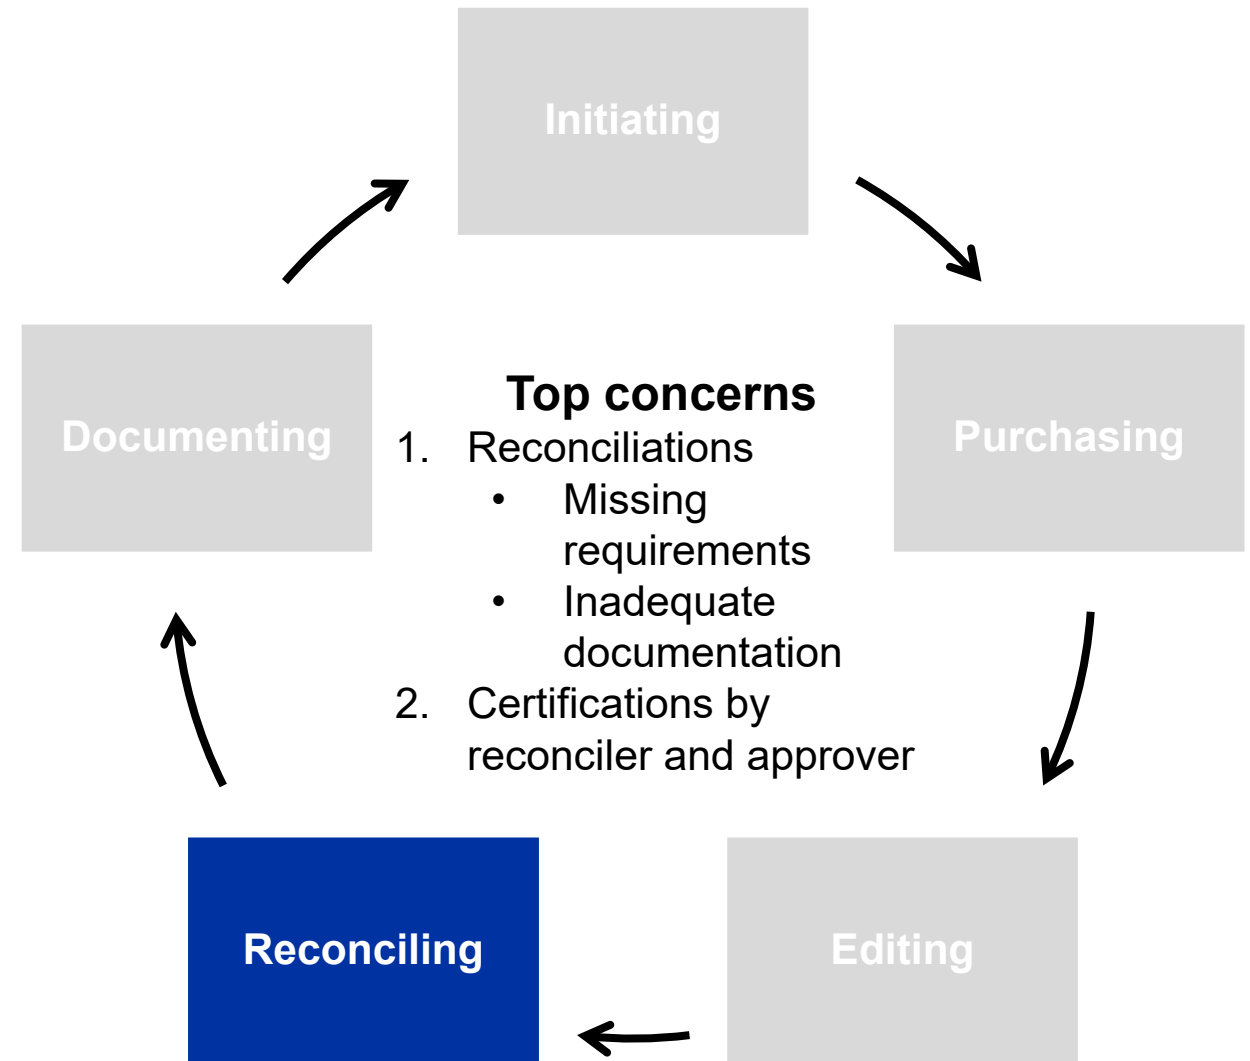 Initiating
Documenting
Purchasing
Top concerns
1. Reconciliations
• Missing
requirements
• Inadequate
documentation
2. Certifications by
reconciler and approver
Reconciling
Editing